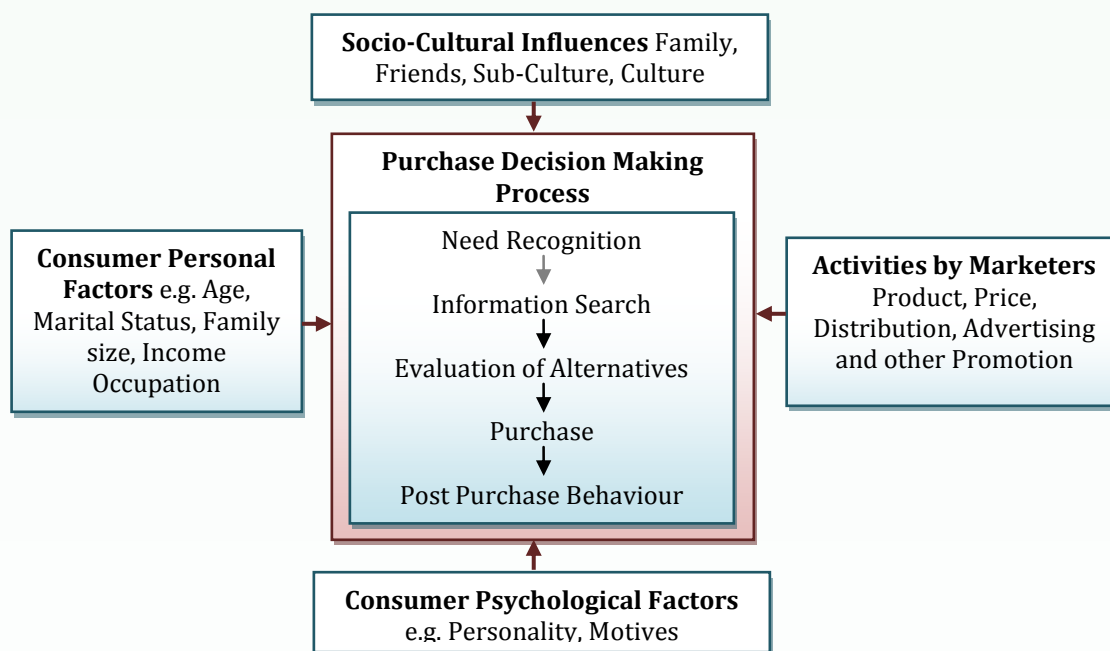 Socio-Cultural Influences Family,
Friends, Sub-Culture, Culture
Purchase Decision Making
Process
Need Recognition
Information Search
Evaluation of Alternatives
Purchase
Post Purchase Behaviour
Consumer Personal
Factors e.g. Age,
Marital Status, Family
size, Income
Occupation
Activities by Marketers
Product, Price,
Distribution, Advertising
and other Promotion
Consumer Psychological Factors
e.g. Personality, Motives